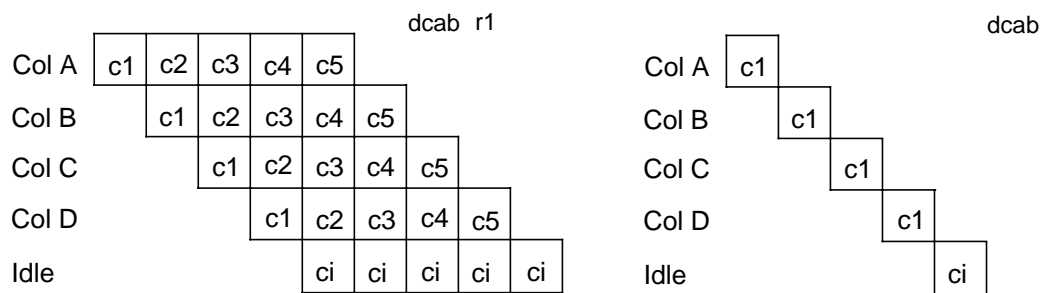 dcab r1 dcab
Col A c1 c2 c3 c4 c5 Col A c1
Col B c1 c2 c3 c4 c5 Col B c1
Col C c1 c2 c3 c4 c5 Col C c1
Col D c1 c2 c3 c4 c5 Col D c1
Idle ci ci ci ci ci Idle ci